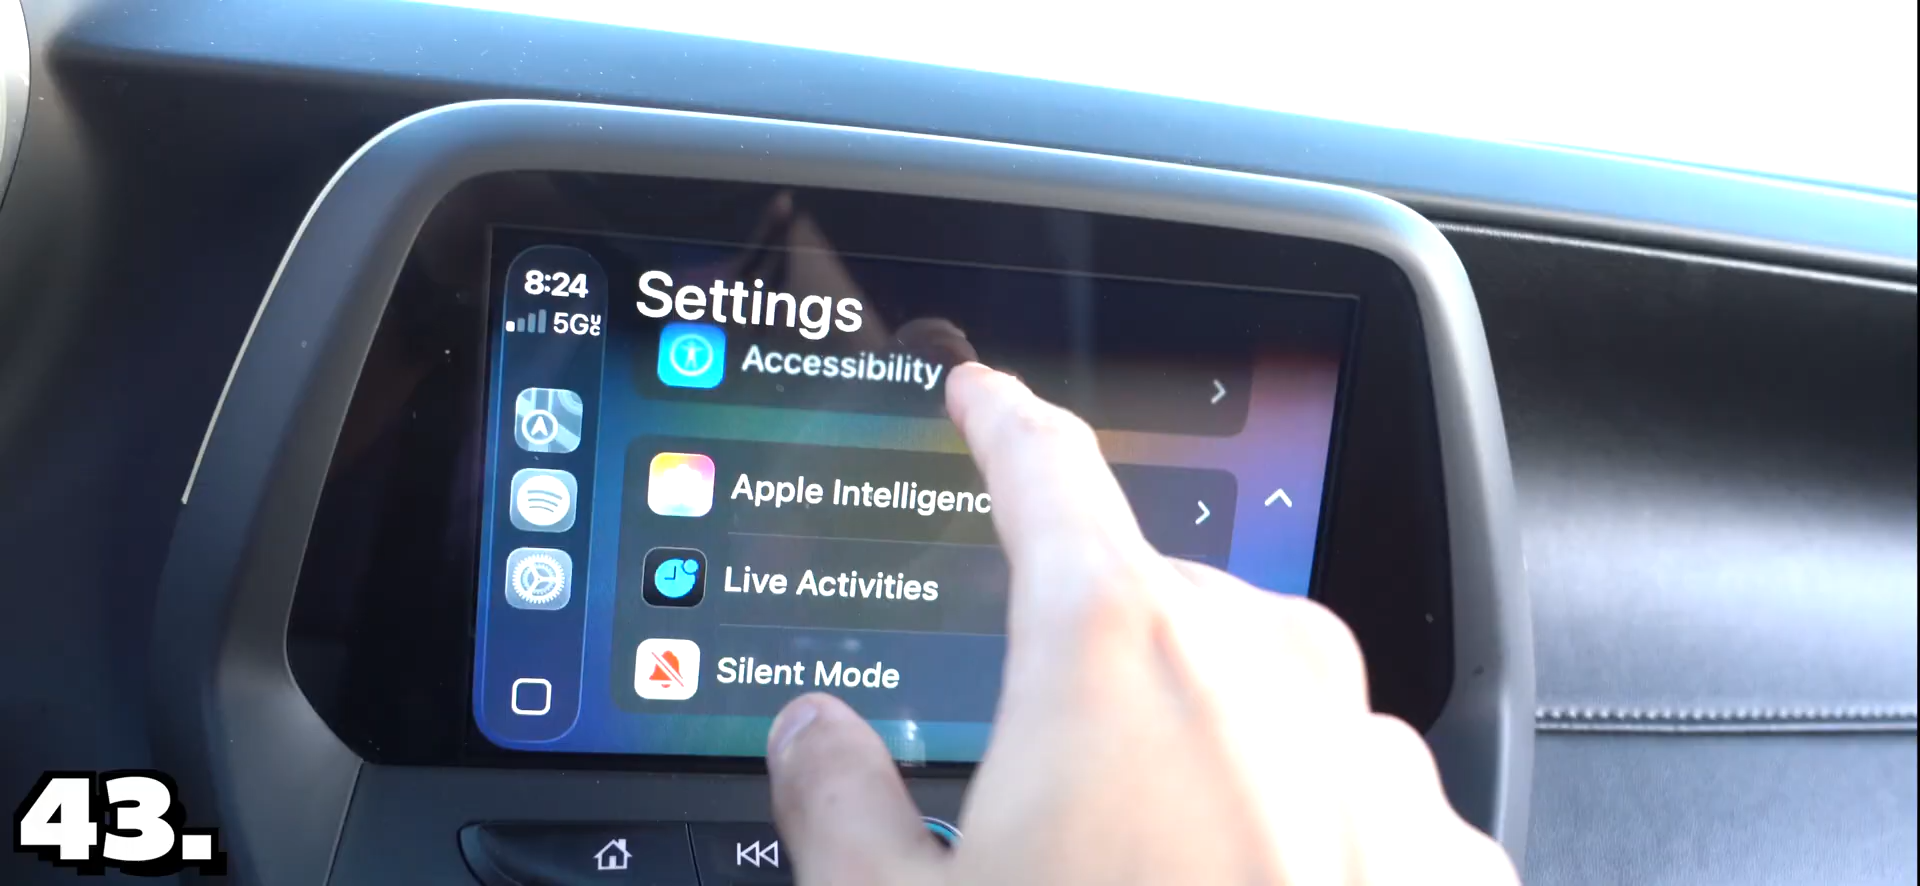 8:24
5G
Settings
Accessibility
Apple Intelligenc
Live Activities
Silent Mode
43.